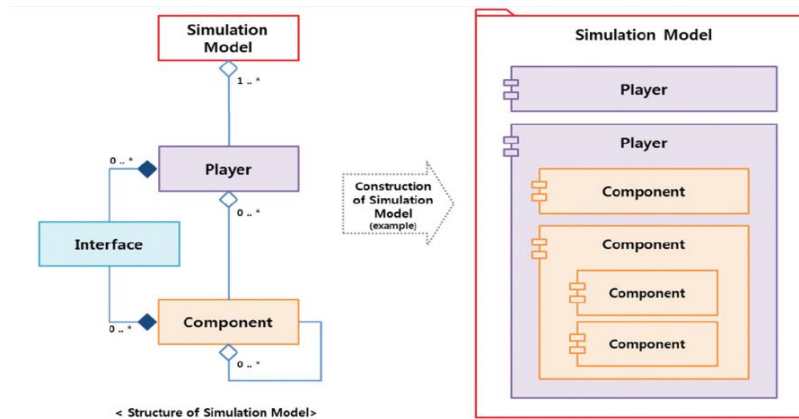 Simulation
Model
1 .. *
0 .. *
Player
0 .. *
Interface
Component
0 .. *
0 .. *
< Structure of Simulation Model>
Construction
of Simulation
Model
(example)
Simulation Model
Player
Player
Component
Component
Component
Component